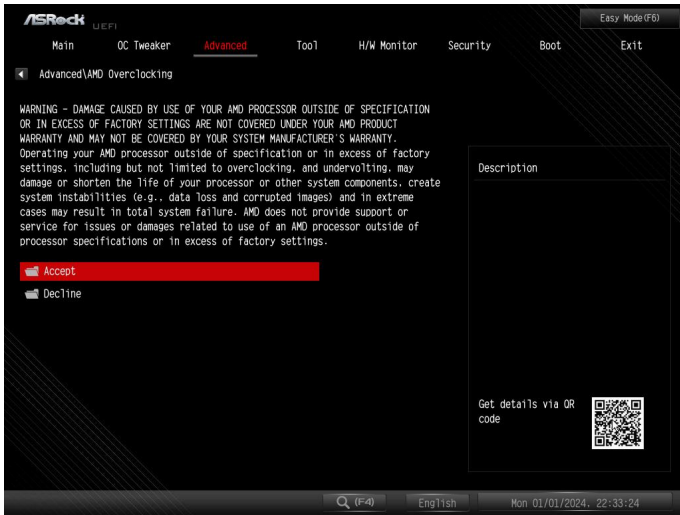 ASRock UEFI
Easy Mode(F6)
Main OC Tweaker Advanced Tool H/W Monitor Security Boot Exit
Advanced\AMD Overclocking
WARNING - DAMAGE CAUSED BY USE OF YOUR AMD PROCESSOR OUTSIDE OF SPECIFICATION
OR IN EXCESS OF FACTORY SETTINGS ARE NOT COVERED UNDER YOUR AMD PRODUCT
WARRANTY AND MAY NOT BE COVERED BY YOUR SYSTEM MANUFACTURER'S WARRANTY.
Operating your AMD processor outside of specification or in excess of factory
settings, including but not limited to overclocking, and undervolting, may
damage or shorten the life of your processor or other system components, create
system instabilities (e.g., data loss and corrupted images) and in extreme
cases may result in total system failure. AMD does not provide support or
service for issues or damages related to use of an AMD processor outside of
processor specifications or in excess of factory settings.
Accept
Decline
Description
Get details via QR
code
(F4) English Mon 01/01/2024, 22:33:24